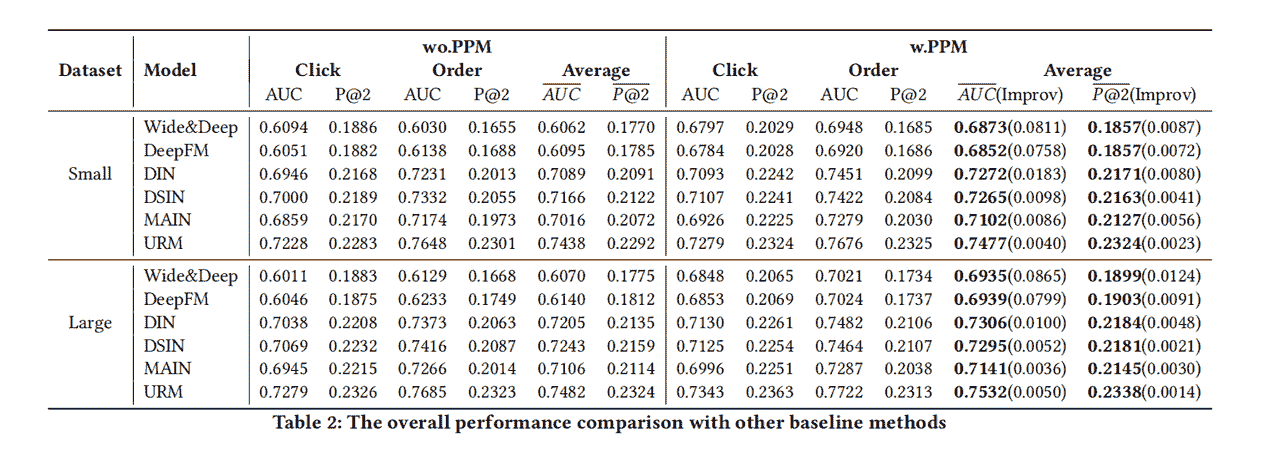 wo.PPM w.PPM
Dataset Model Click Order Average Click Order Average
AUC P@2 AUC P@2 AUC P@2 AUC P@2 AUC P@2 AUC(Improv) P@2(Improv)
Wide&Deep 0.6094 0.1886 0.6030 0.1655 0.6062 0.1770 0.6797 0.2029 0.6948 0.1685 0.6873(0.0811) 0.1857(0.0087)
DeepFM 0.6051 0.1882 0.6138 0.1688 0.6095 0.1785 0.6784 0.2028 0.6920 0.1686 0.6852(0.0758) 0.1857(0.0072)
Small DIN 0.6946 0.2168 0.7231 0.2013 0.7089 0.2091 0.7093 0.2242 0.7451 0.2099 0.7272(0.0183) 0.2171(0.0080)
DSIN 0.7000 0.2189 0.7332 0.2055 0.7166 0.2122 0.7107 0.2241 0.7422 0.2084 0.7265(0.0098) 0.2163(0.0041)
MAIN 0.6859 0.2170 0.7174 0.1973 0.7016 0.2072 0.6926 0.2225 0.7279 0.2030 0.7102(0.0086) 0.2127(0.0056)
URM 0.7228 0.2283 0.7648 0.2301 0.7438 0.2292 0.7279 0.2324 0.7676 0.2325 0.7477(0.0040) 0.2324(0.0023)
Wide&Deep 0.6011 0.1883 0.6129 0.1668 0.6070 0.1775 0.6848 0.2065 0.7021 0.1734 0.6935(0.0865) 0.1899(0.0124)
DeepFM 0.6046 0.1875 0.6233 0.1749 0.6140 0.1812 0.6853 0.2069 0.7024 0.1737 0.6939(0.0799) 0.1903(0.0091)
Large DIN 0.7038 0.2208 0.7373 0.2063 0.7205 0.2135 0.7130 0.2261 0.7482 0.2106 0.7306(0.0100) 0.2184(0.0048)
DSIN 0.7069 0.2232 0.7416 0.2087 0.7243 0.2159 0.7125 0.2254 0.7464 0.2107 0.7295(0.0052) 0.2181(0.0021)
MAIN 0.6945 0.2215 0.7266 0.2014 0.7106 0.2114 0.6996 0.2251 0.7287 0.2038 0.7141(0.0036) 0.2145(0.0030)
URM 0.7279 0.2326 0.7685 0.2323 0.7482 0.2324 0.7343 0.2363 0.7722 0.2313 0.7532(0.0050) 0.2338(0.0014)
Table 2: The overall performance comparison with other baseline methods